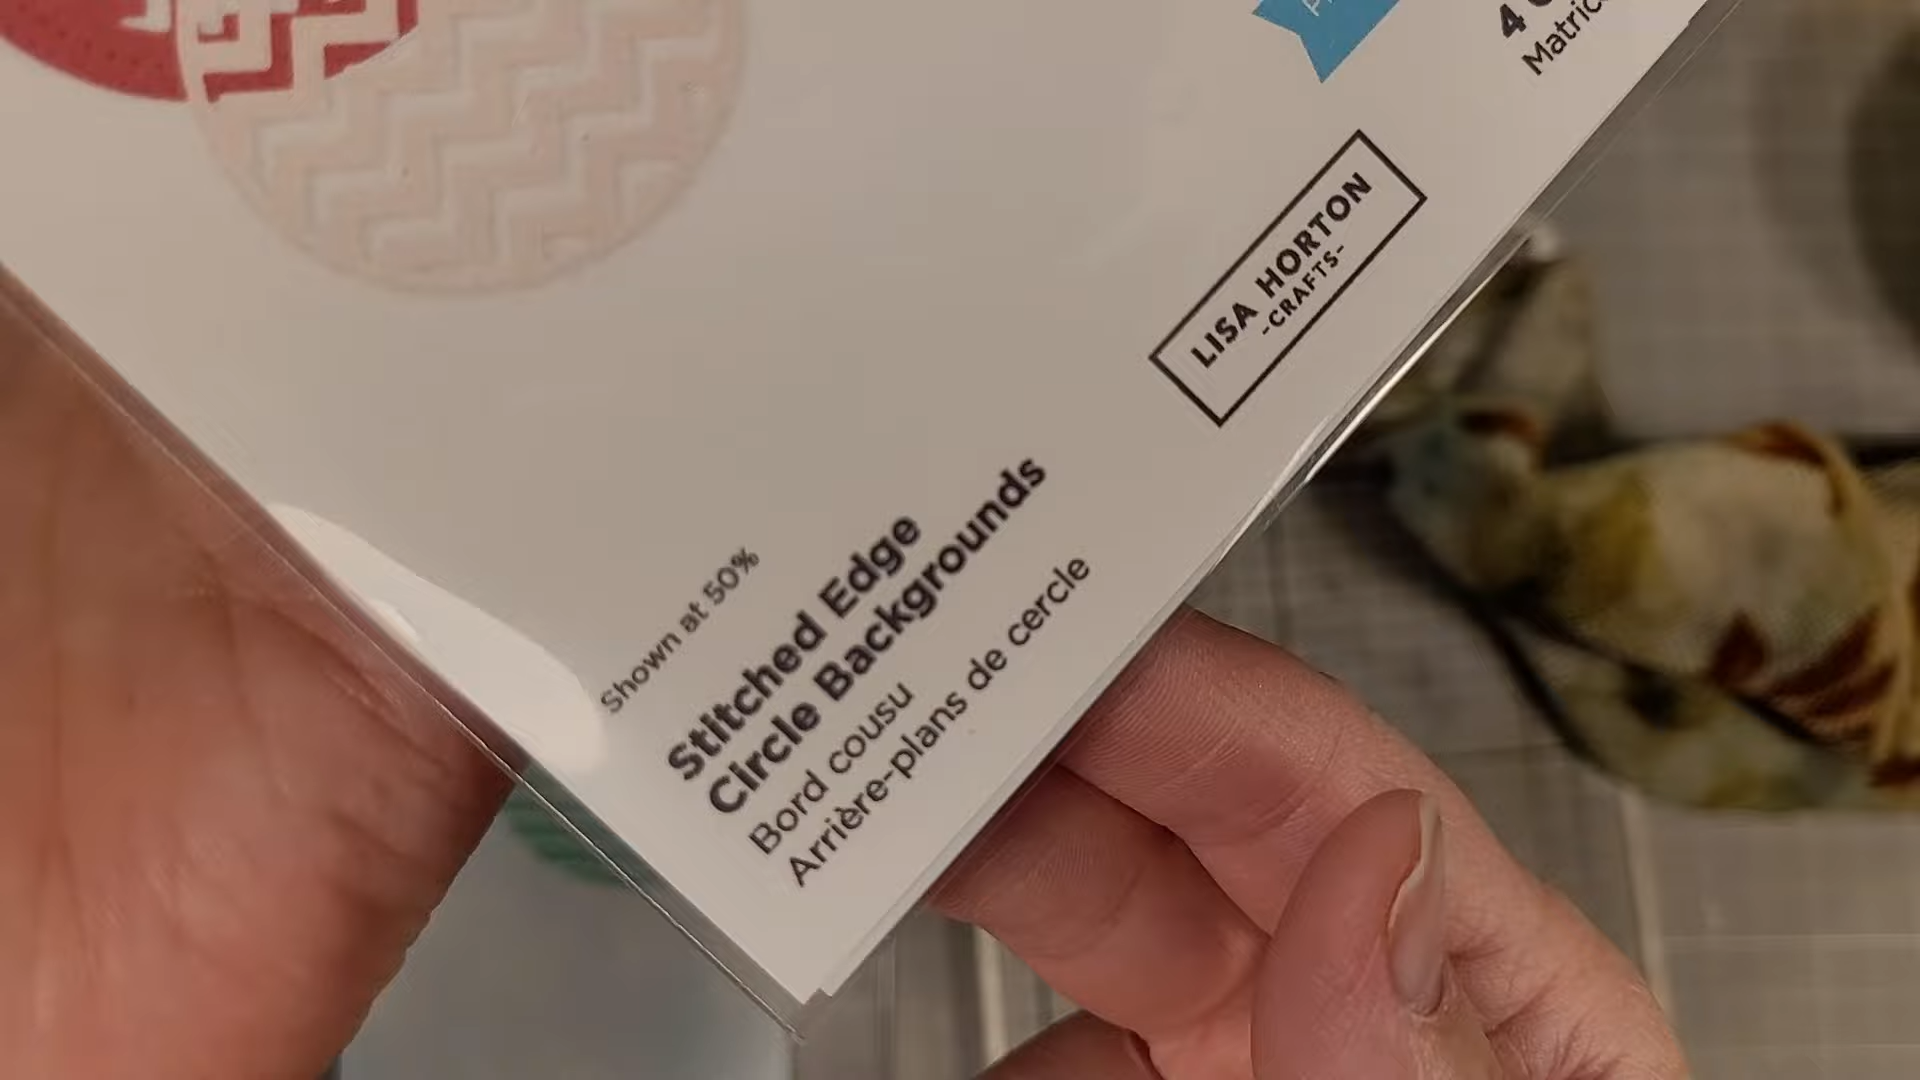 LISA HORTON
-CRAFTS-
Shown at 50%
Stitched Edge
Circle Backgrounds
Bord cousu
Arrière-plans de cercle